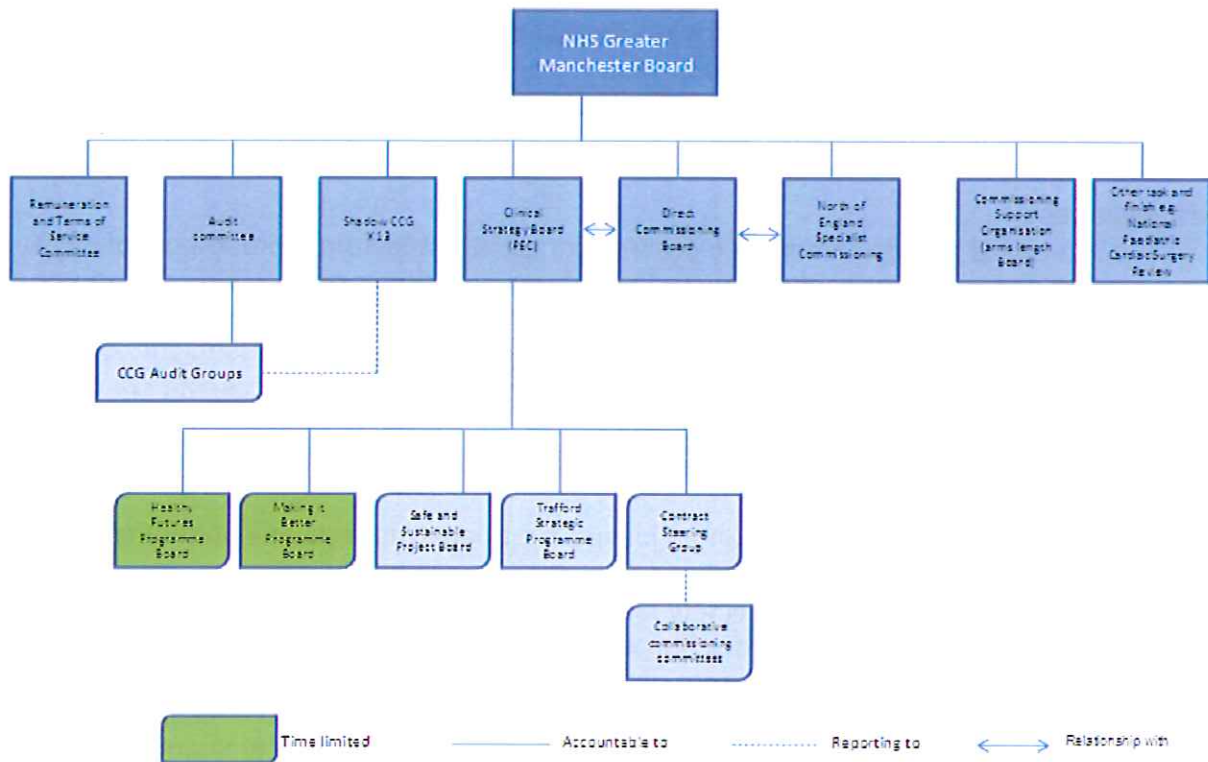 NHS Greater
Manchester Board
Remuneration
and Terms of
Service
Committee
Audit
committee
Shadow CCG
X 13
Clinical
Strategy Board
(PEC)
Direct
Commissioning
Board
North of
England
Specialist
Commissioning
Commissioning
Support
Organisation
(arms length
Board)
Other task and
finish e.g.
National
Paediatric
Cardiac Surgery
Review
CCG Audit Groups
Healthy
Futures
Programme
Board
Making it
Better
Programme
Board
Safe and
Sustainable
Project Board
Trafford
Strategic
Programme
Board
Contract
Steering
Group
Collaborative
commissioning
committees
Time limited
Accountable to
Reporting to
Relationship with